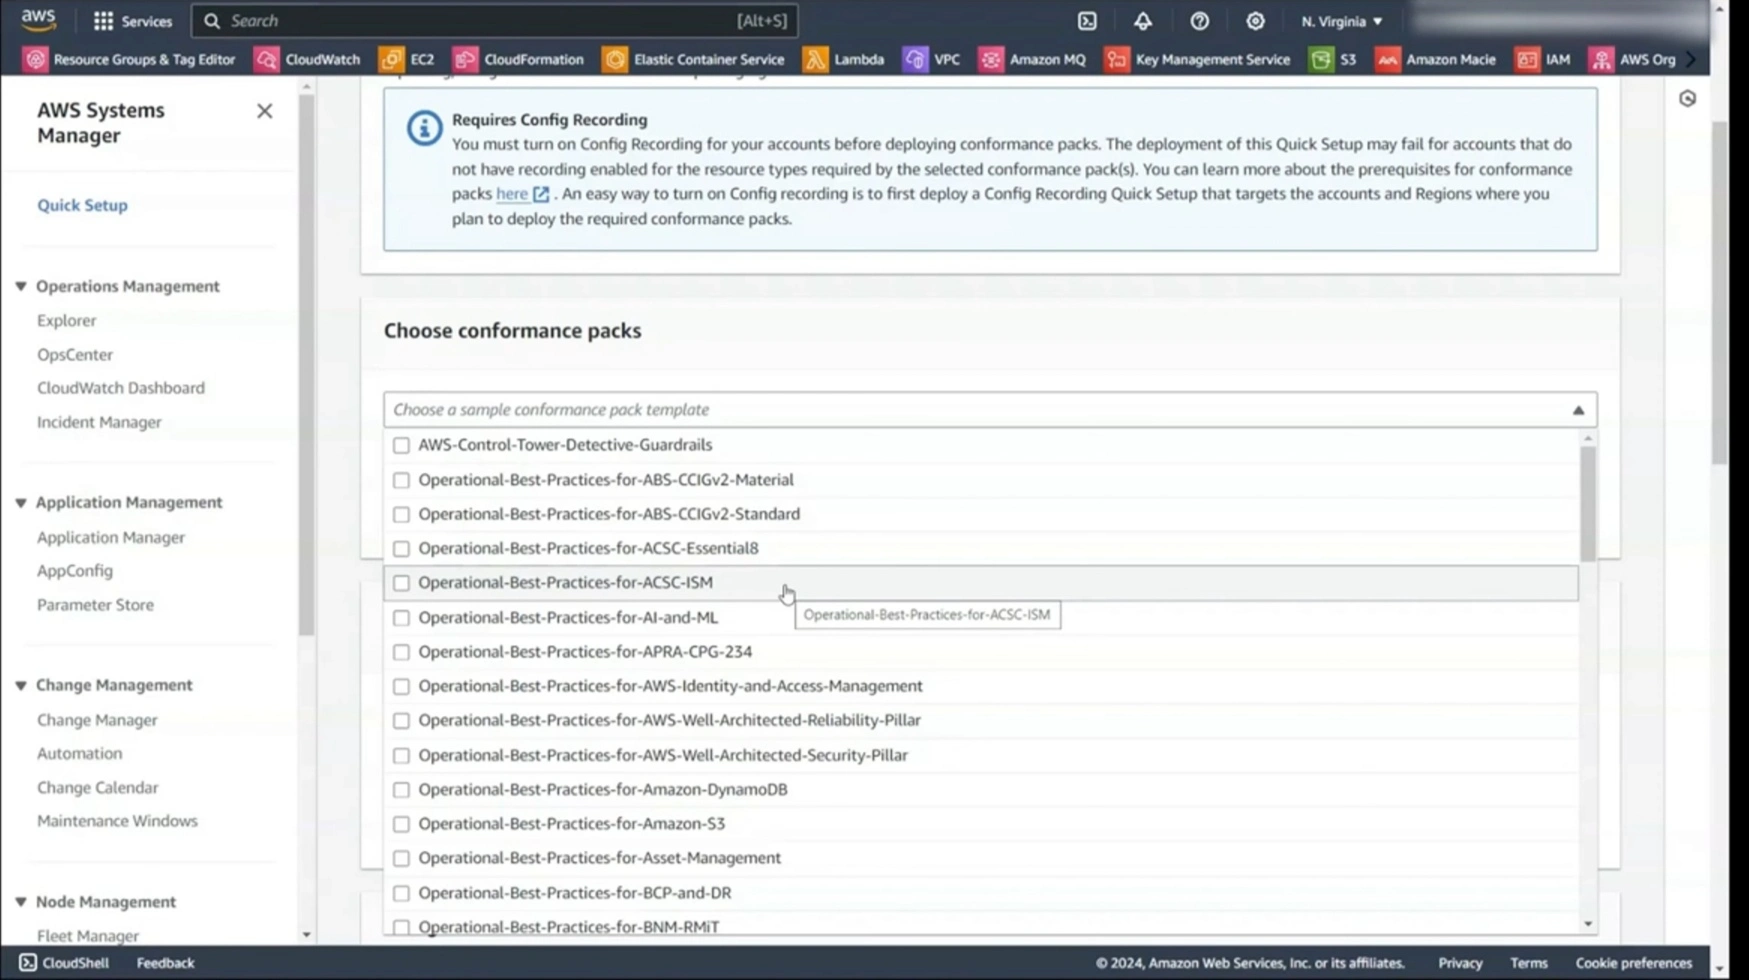 aws
Services
Search
[Alt+S]
N. Virginia
Resource Groups & Tag Editor
CloudWatch
EC2
CloudFormation
Elastic Container Service
Lambda
VPC
Amazon MQ
Key Management Service
S3
Amazon Macie
IAM
AWS Org
AWS Systems
Manager
Quick Setup
Operations Management
Explorer
OpsCenter
CloudWatch Dashboard
Incident Manager
Application Management
Application Manager
AppConfig
Parameter Store
Change Management
Change Manager
Automation
Change Calendar
Maintenance Windows
Node Management
Fleet Manager
Requires Config Recording
You must turn on Config Recording for your accounts before deploying conformance packs. The deployment of this Quick Setup may fail for accounts that do
not have recording enabled for the resource types required by the selected conformance pack(s). You can learn more about the prerequisites for conformance
packs here . An easy way to turn on Config recording is to first deploy a Config Recording Quick Setup that targets the accounts and Regions where you
plan to deploy the required conformance packs.
Choose conformance packs
Choose a sample conformance pack template
AWS-Control-Tower-Detective-Guardrails
Operational-Best-Practices-for-ABS-CCIGv2-Material
Operational-Best-Practices-for-ABS-CCIGv2-Standard
Operational-Best-Practices-for-ACSC-Essential8
Operational-Best-Practices-for-ACSC-ISM
Operational-Best-Practices-for-ACSC-ISM
Operational-Best-Practices-for-AI-and-ML
Operational-Best-Practices-for-APRA-CPG-234
Operational-Best-Practices-for-AWS-Identity-and-Access-Management
Operational-Best-Practices-for-AWS-Well-Architected-Reliability-Pillar
Operational-Best-Practices-for-AWS-Well-Architected-Security-Pillar
Operational-Best-Practices-for-Amazon-DynamoDB
Operational-Best-Practices-for-Amazon-S3
Operational-Best-Practices-for-Asset-Management
Operational-Best-Practices-for-BCP-and-DR
Operational-Best-Practices-for-BNM-RMiT
CloudShell
Feedback
© 2024, Amazon Web Services, Inc. or its affiliates.
Privacy
Terms
Cookie preferences